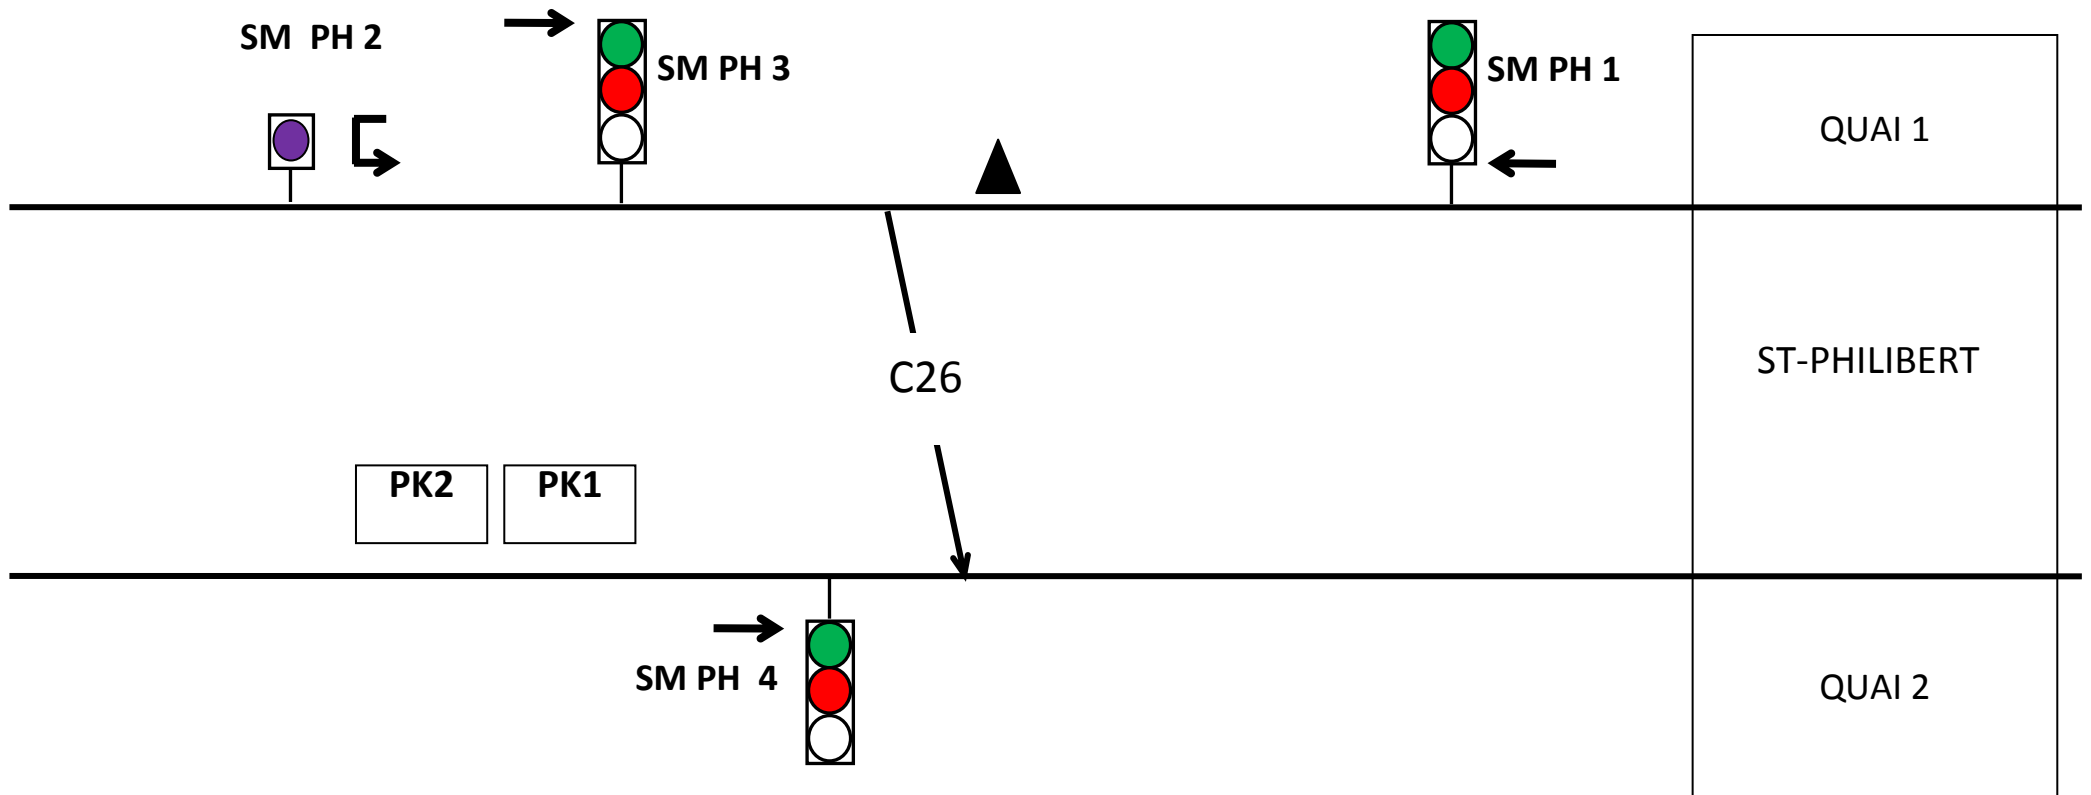 SM PH 2
SM PH 3
SM PH 1
QUAI 1
C26
ST-PHILIBERT
PK2
PK1
SM PH 4
QUAI 2